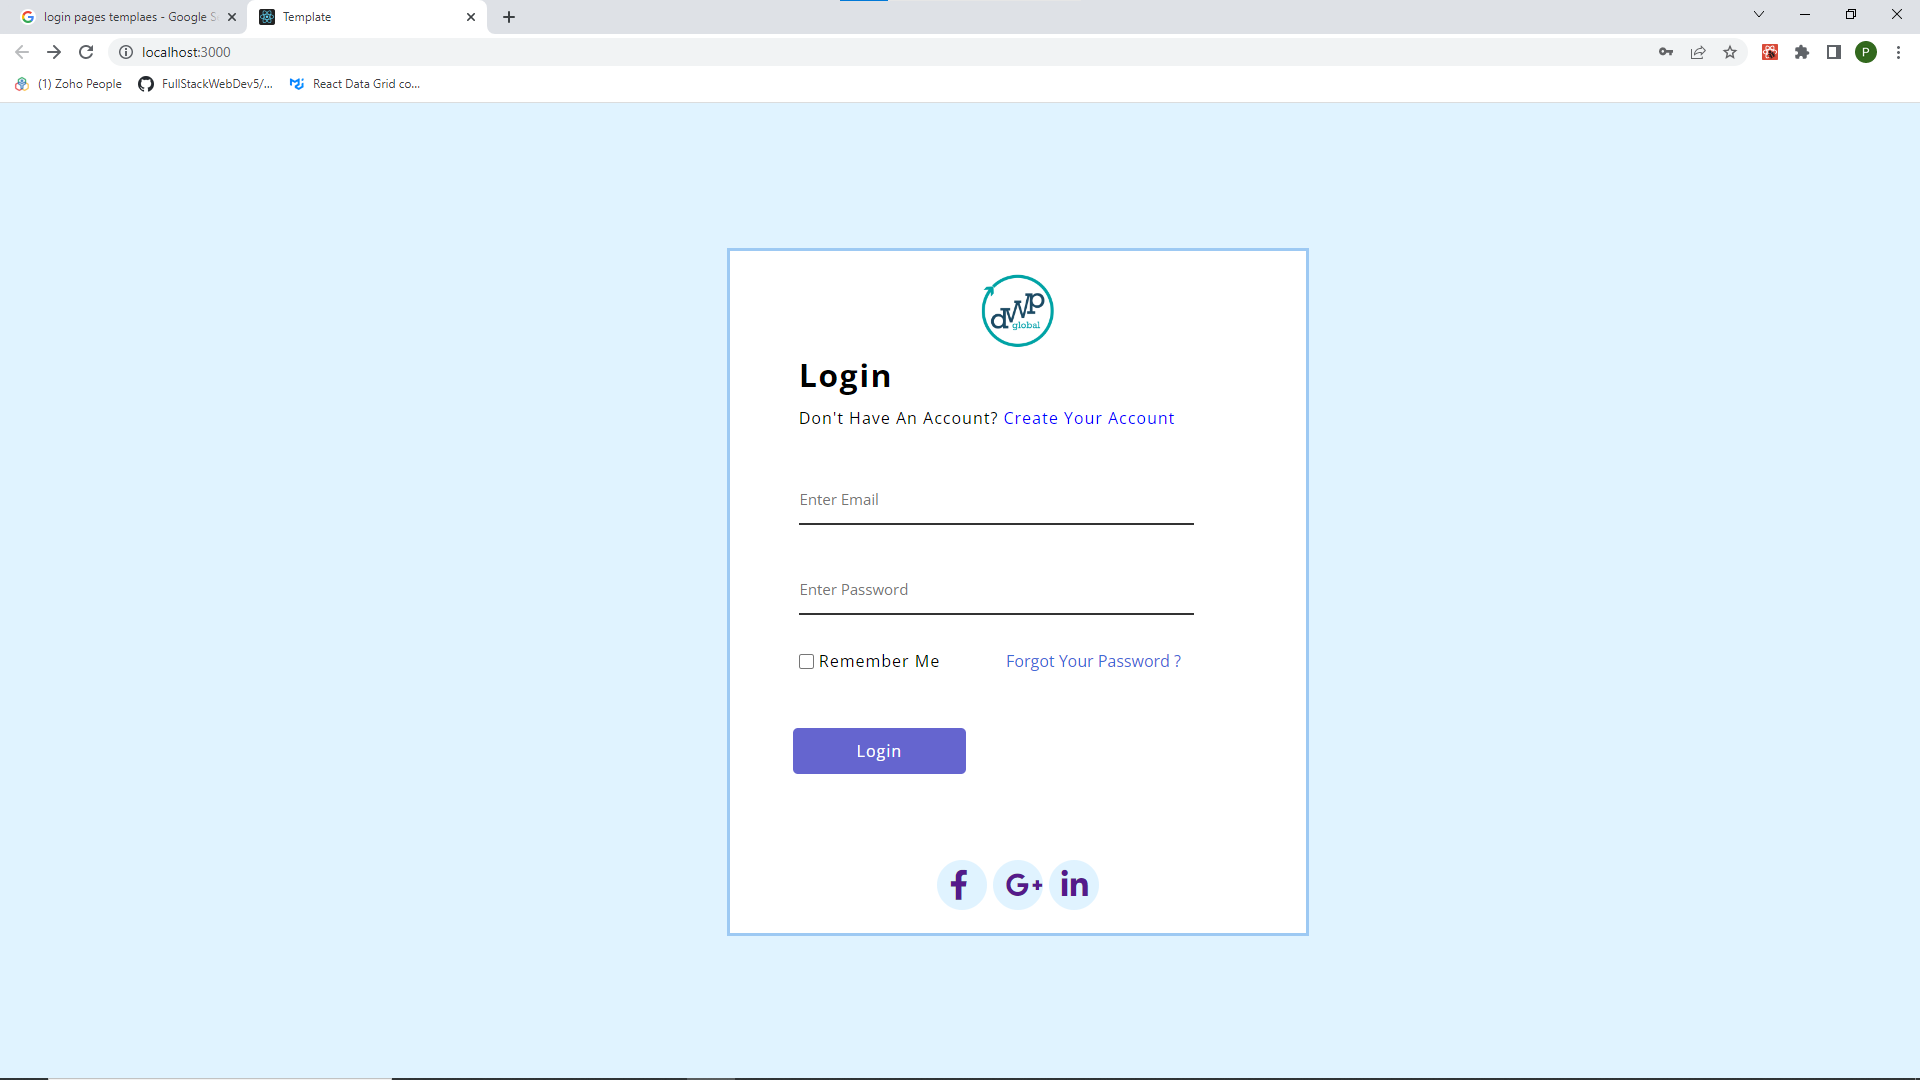 login pages templaes - Google S
Template
localhost:3000
P
(1) Zoho People
FullStackWebDev5/...
React Data Grid co...
dWp
global
Login
Don't Have An Account? Create Your Account
Enter Email
Enter Password
Remember Me
Forgot Your Password ?
Login
f G+ in